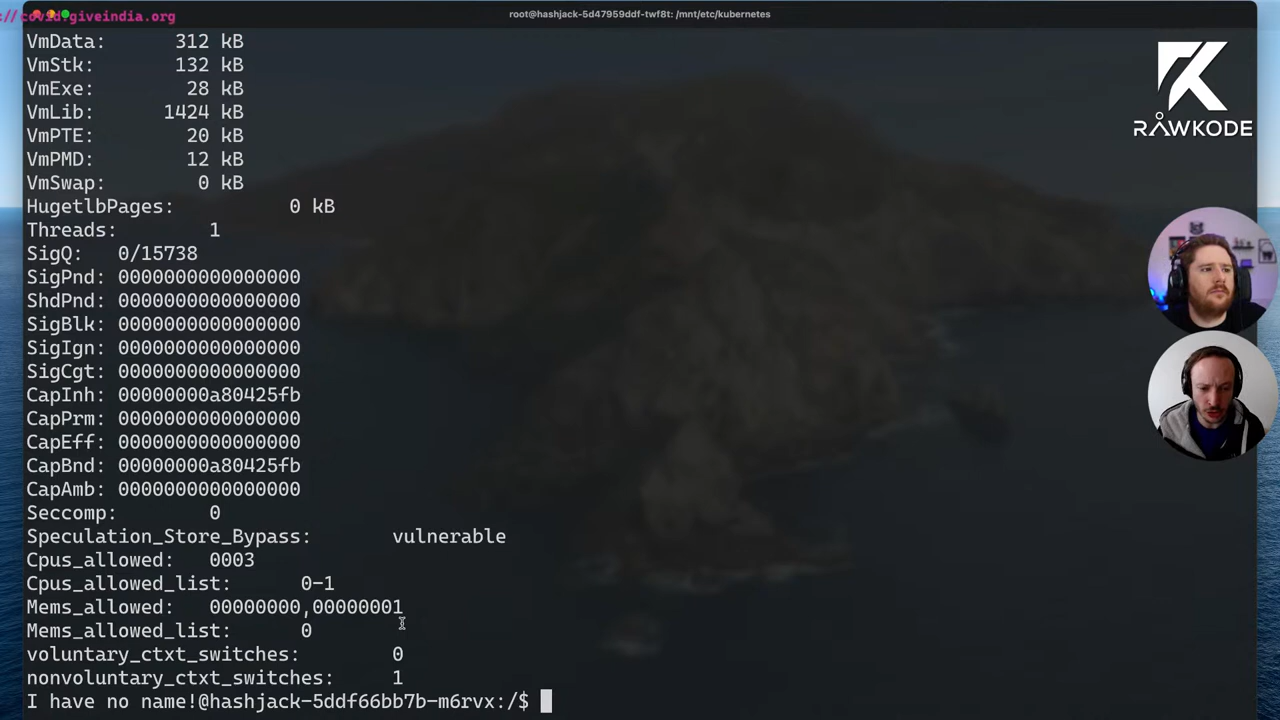 ://covid.giveindia.org
root@hashjack-5d47959ddf-twf8t: /mnt/etc/kubernetes
VmData: 312 kB
VmStk: 132 kB
VmExe: 28 kB
VmLib: 1424 kB
VmPTE: 20 kB
VmPMD: 12 kB
VmSwap: 0 kB
HugetlbPages: 0 kB
Threads: 1
SigQ: 0/15738
SigPnd: 0000000000000000
ShdPnd: 0000000000000000
SigBlk: 0000000000000000
SigIgn: 0000000000000000
SigCgt: 0000000000000000
CapInh: 00000000a80425fb
CapPrm: 0000000000000000
CapEff: 0000000000000000
CapBnd: 00000000a80425fb
CapAmb: 0000000000000000
Seccomp: 0
Speculation_Store_Bypass: vulnerable
Cpus_allowed: 0003
Cpus_allowed_list: 0-1
Mems_allowed: 00000000,00000001
Mems_allowed_list: 0
voluntary_ctxt_switches: 0
nonvoluntary_ctxt_switches: 1
I have no name!@hashjack-5ddf66bb7b-m6rvx:/$
RAWKODE